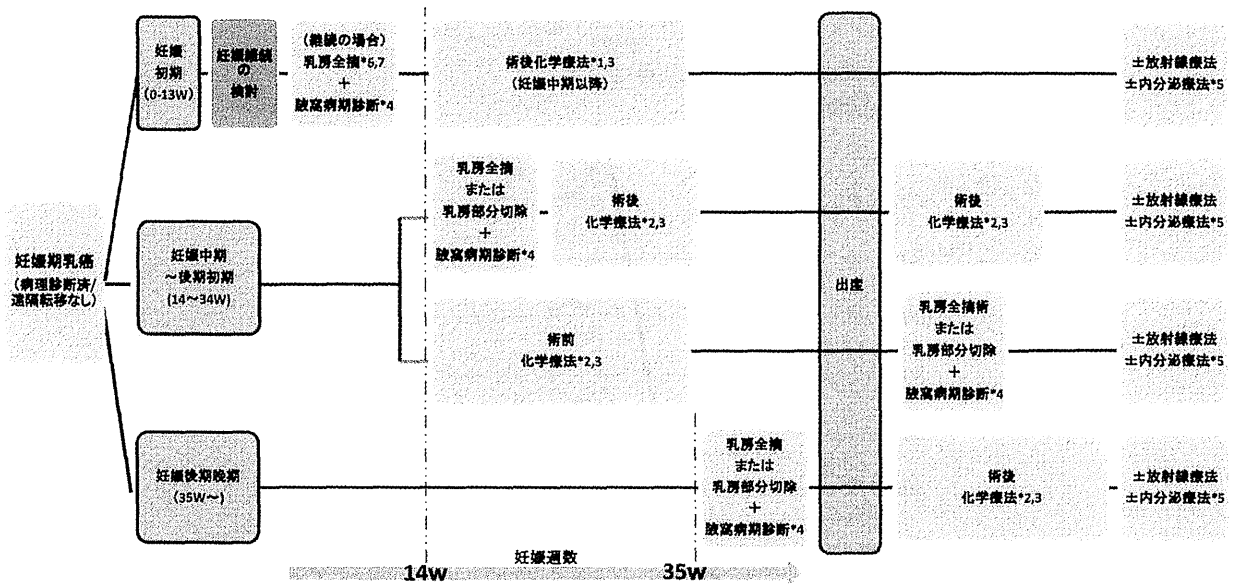 妊娠期乳癌
(病理診断済/
遠隔転移なし)
妊娠
初期
(0-13W)
妊娠継続
の
検討
(継続の場合)
乳房全摘*6,7
+
腋窩病期診断*4
術後化学療法*1,3
(妊娠中期以降)
±放射線療法
±内分泌療法*5
妊娠中期
~後期初期
(14~34W)
乳房全摘
または
乳房部分切除
+
腋窩病期診断*4
術後
化学療法*2,3
術後
化学療法*2,3
±放射線療法
±内分泌療法*5
術前
化学療法*2,3
出産
乳房全摘術
または
乳房部分切除
+
腋窩病期診断*4
±放射線療法
±内分泌療法*5
妊娠後期晩期
(35W~)
乳房全摘
または
乳房部分切除
+
腋窩病期診断*4
術後
化学療法*2,3
±放射線療法
±内分泌療法*5
妊娠週数
14w
35w